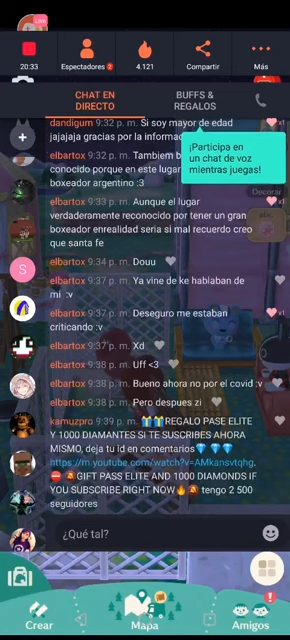 Live
20:33
Espectadores 2
4.121
Compartir
Más
CHAT EN
DIRECTO
BUFFS &
REGALOS
dandigum 9:32 p. m. Si soy mayor de edad
jajajaja gracias por la informac
x1
¡Participa en
un chat de voz
mientras juegas!
elbartox 9:32 p. m. Tambiem b
conocido porque en este lugar
boxeador argentino :3
Decorar
elbartox 9:33 p. m. Aunque el lugar
verdaderamente reconocido por tener un gran
boxeador enrealidad seria si mal recuerdo creo
que santa fe
x1
abc.
elbartox 9:34 p. m. Douu
S
elbartox 9:37 p. m. Ya vine de ke hablaban de
mi :v
elbartox 9:37 p. m. Deseguro me estaban
criticando :v
x1
elbartox 9:37 p. m. Xd
elbartox 9:38 p. m. Uff <3
elbartox 9:38 p. m. Bueno ahora no por el covid :v
elbartox 9:38 p. m. Pero despues zi
kamuzpro 9:39 p. m. 🎁🎁REGALO PASE ELITE
Y 1000 DIAMANTES SI TE SUSCRIBES AHORA
MISMO, deja tu id en comentarios💎 💎💎
https://m.youtube.com/watch?v=AMkansvtqhg.
⛔ 🔕GIFT PASS ELITE AND 1000 DIAMONDS IF
YOU SUBSCRIBE RIGHT NOW🔥🔕 tengo 2 500
seguidores
¿Qué tal?
Crear
Mapa
Amigos